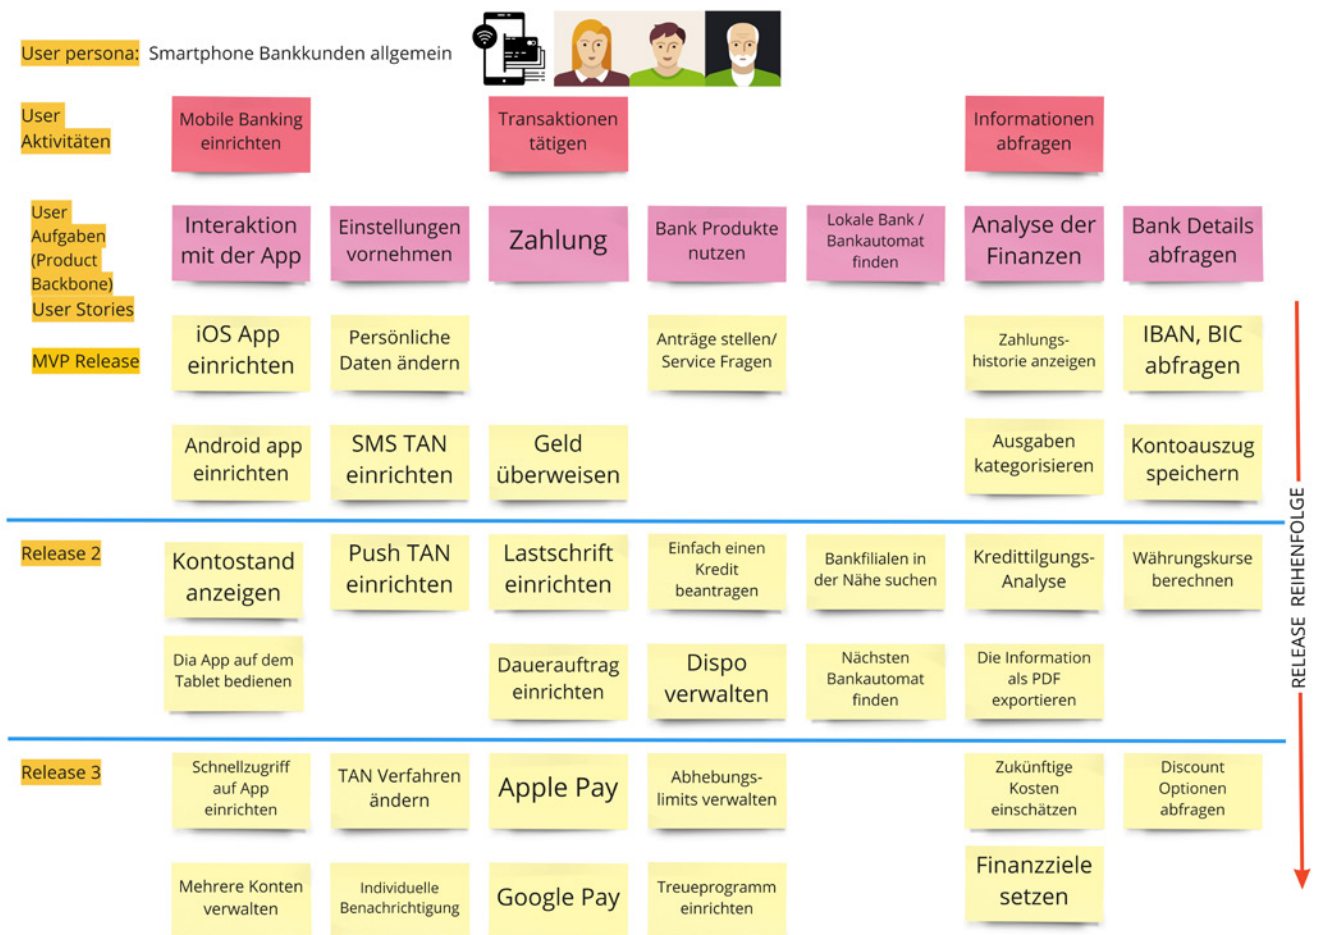 User persona: Smartphone Bankkunden allgemein
User
Aktivitäten
Mobile Banking
einrichten
Transaktionen
tätigen
Informationen
abfragen
User
Aufgaben
(Product
Backbone)
Interaktion
mit der App
Einstellungen
vornehmen
Zahlung
Bank Produkte
nutzen
Lokale Bank /
Bankautomat
finden
Analyse der
Finanzen
Bank Details
abfragen
User Stories
MVP Release
iOS App
einrichten
Persönliche
Daten ändern
Anträge stellen/
Service Fragen
Zahlungs-
historie anzeigen
IBAN, BIC
abfragen
Android app
einrichten
SMS TAN
einrichten
Geld
überweisen
Ausgaben
kategorisieren
Kontoauszug
speichern
Release 2
Kontostand
anzeigen
Push TAN
einrichten
Lastschrift
einrichten
Einfach einen
Kredit
beantragen
Bankfilialen in
der Nähe suchen
Kredittilgungs-
Analyse
Währungskurse
berechnen
Dia App auf dem
Tablet bedienen
Dauerauftrag
einrichten
Dispo
verwalten
Nächsten
Bankautomat
finden
Die Information
als PDF
exportieren
Release 3
Schnellzugriff
auf App
einrichten
TAN Verfahren
ändern
Apple Pay
Abhebungs-
limits verwalten
Zukünftige
Kosten
einschätzen
Discount
Optionen
abfragen
Mehrere Konten
verwalten
Individuelle
Benachrichtigung
Google Pay
Treueprogramm
einrichten
Finanzziele
setzen
RELEASE REIHENFOLGE